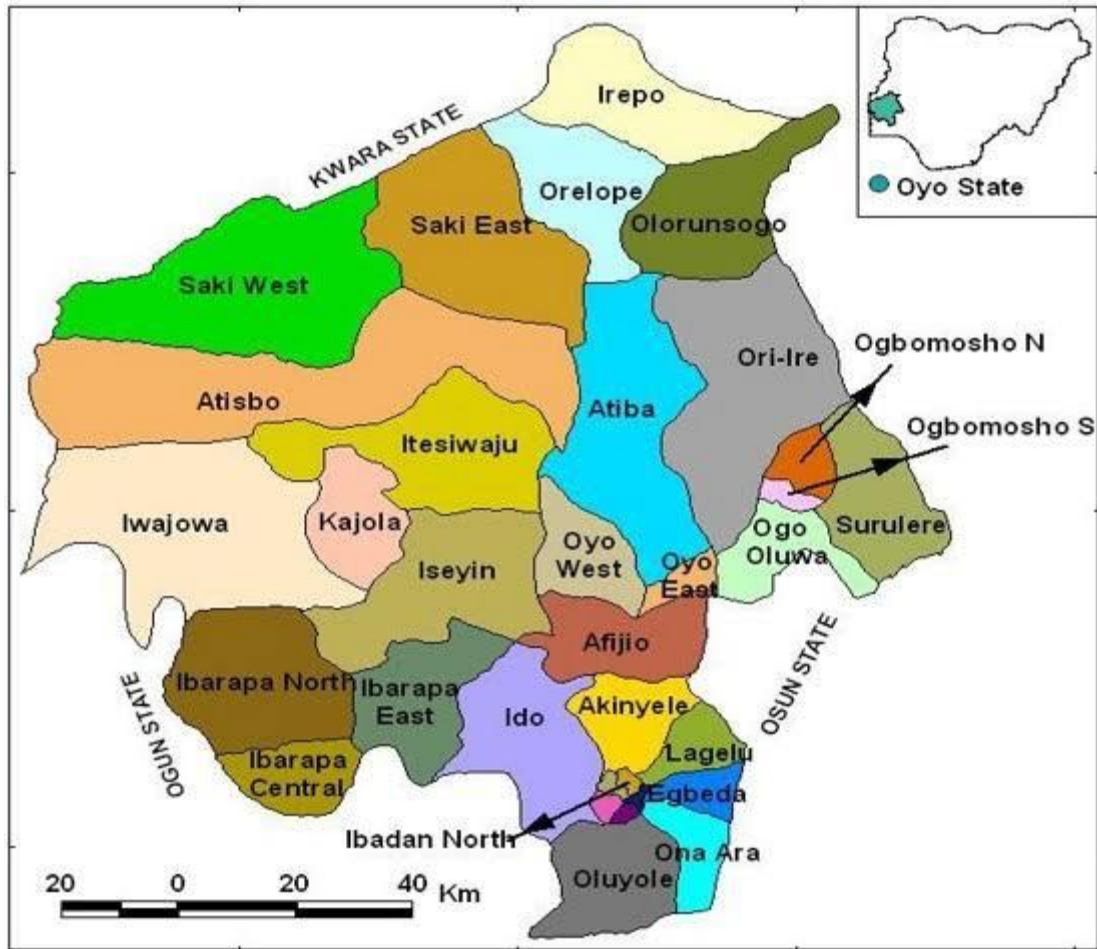 Irepo
KWARA STATE
Oyo State
Orelope
Saki East
Olorunsogo
Saki West
Ogbomosho N
Ori-Ire
Atisbo
Atiba
Ogbomosho S
Itesiwaju
Iwajowa
Kajola
Ogo
Oluwa
Surulere
Oyo
West
Iseyin
Oyo
East
Afijio
OSUN STATE
Ibarapa North
Ibarapa
East
Akinyele
Ido
OGUN STATE
Lagelu
Ibarapa
Central
Egbeda
Ibadan North
Ona Ara
Oluyole
20 0 20 40 Km